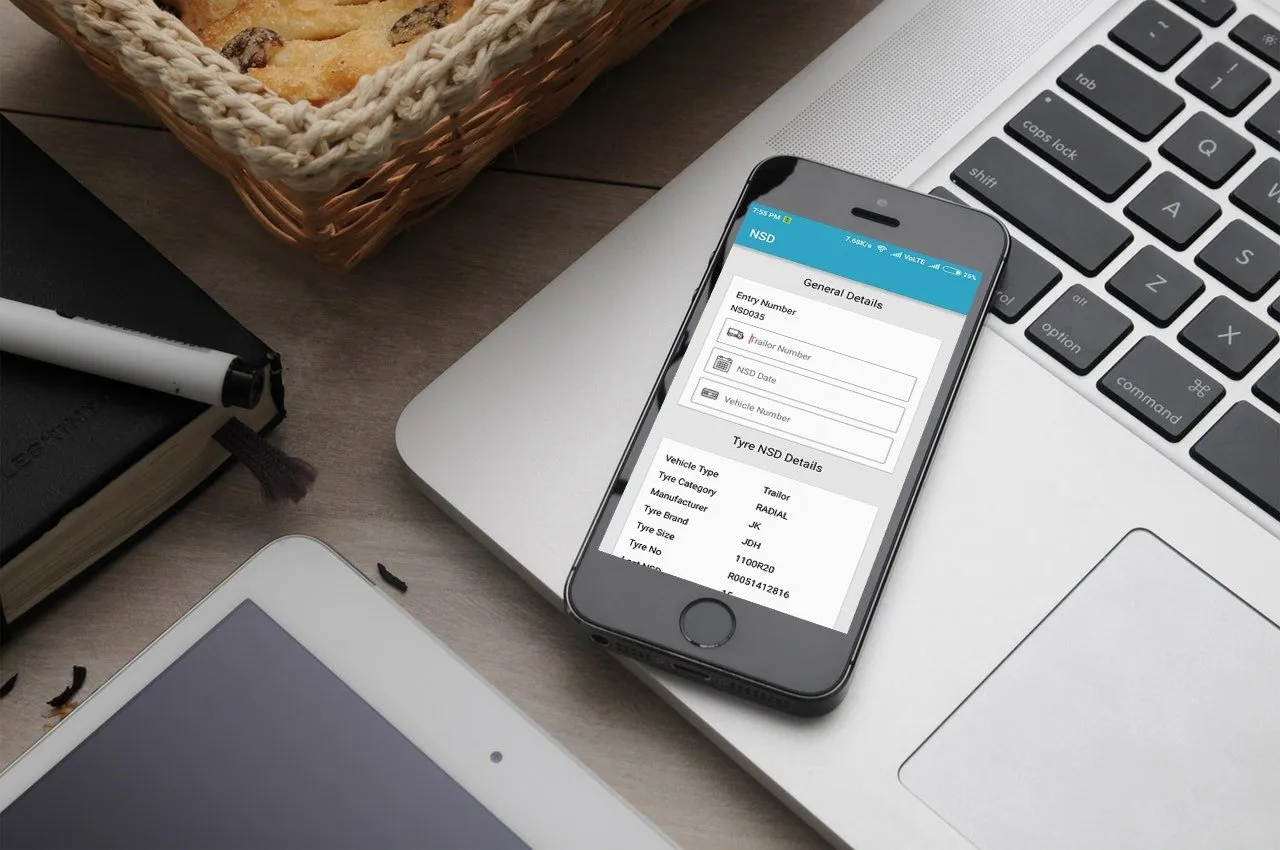 7:55 PM
7.68K/s VoLTE 25%
NSD
General Details
Entry Number
NSD035
Trailor Number
NSD Date
Vehicle Number
Tyre NSD Details
Vehicle Type Trailor
Tyre Category RADIAL
Manufacturer JK
Tyre Brand JDH
Tyre Size 1100R20
Tyre No R0051412816
~ `
! 1
tab
Q
W
caps lock
A
S
shift
Z
X
alt
option
⌘
command